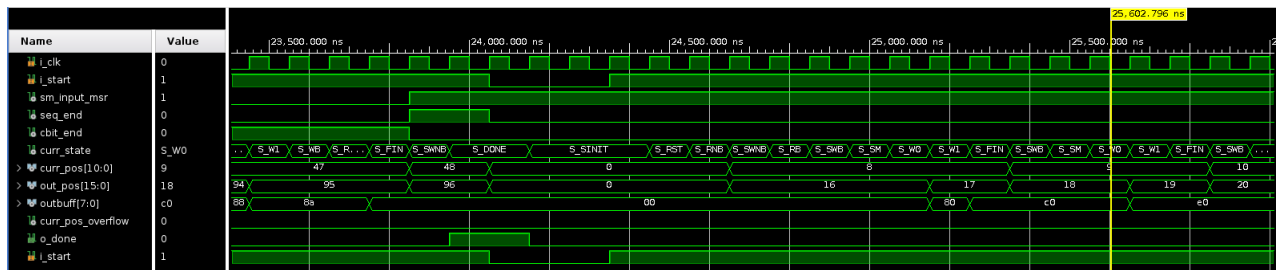 25,602.796 ns
Name Value 23,500.000 ns 24,000.000 ns 24,500.000 ns 25,000.000 ns 25,500.000 ns 2
i_clk 0
i_start 1
sm_input_msr 1
seq_end 0
cbit_end 0
curr_state S_W0 ... S_W1 S_WB S_R... S_FIN S_SWNB S_DONE S_SINIT S_RST S_RNB S_SWNB S_RB S_SWB S_SM S_W0 S_W1 S_FIN S_SWB S_SM S_W0 S_W1 S_FIN S_SWB ...
curr_pos[10:0] 9 47 48 0 8 9 10
out_pos[15:0] 18 94 95 96 0 16 17 18 19 20
outbuff[7:0] c0 88 8a 00 80 c0 e0
curr_pos_overflow 0
o_done 0
i_start 1